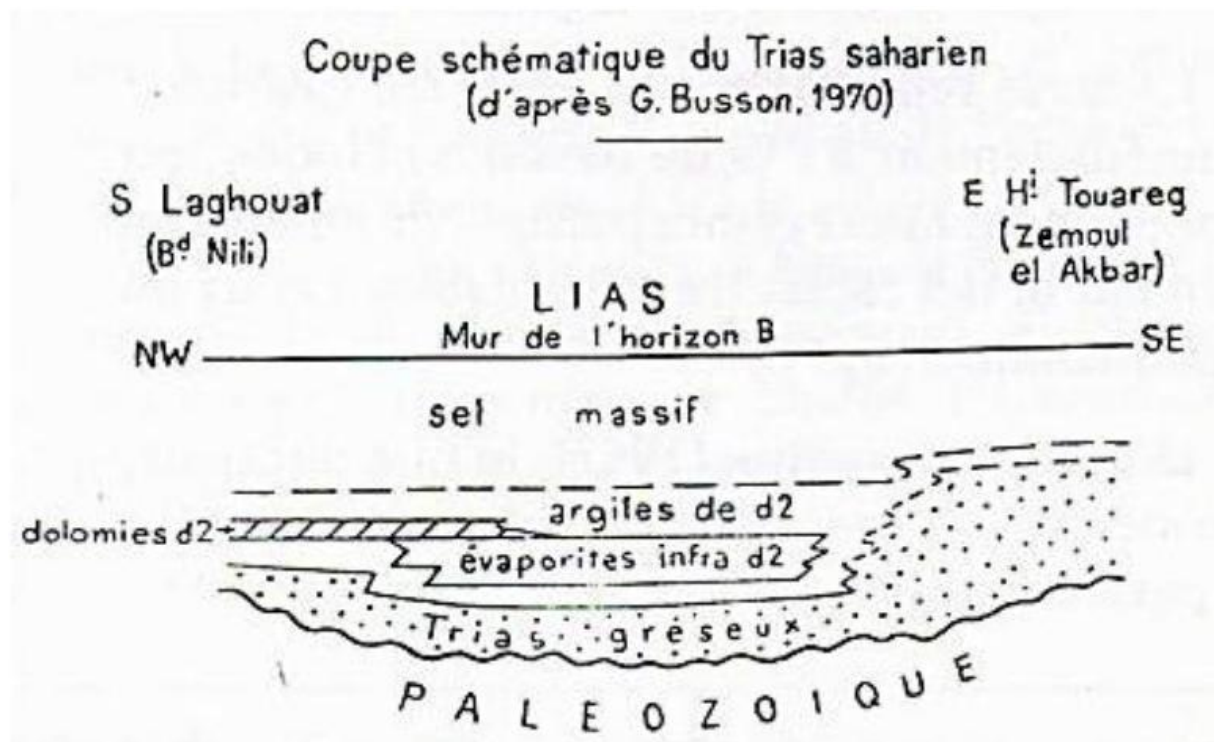 Coupe schématique du Trias saharien
(d'après G. Busson, 1970)
S Laghouat
(Bᵈ Nili)
E Hⁱ Touareg
(Zemoul
el Akbar)
LIAS
Mur de l'horizon B
NW
SE
sel massif
argiles de d2
dolomies d2
évaporites infra d2
Trias gréseux
PALEOZOIQUE